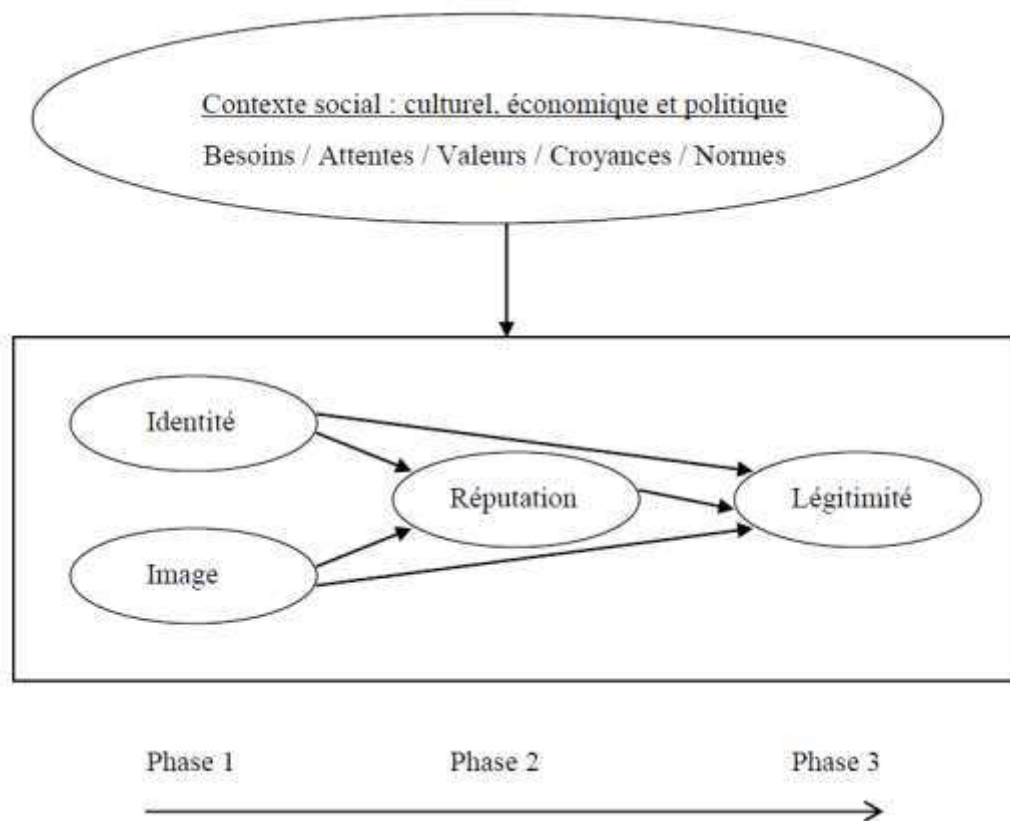 Contexte social : culturel, économique et politique
Besoins / Attentes / Valeurs / Croyances / Normes
Identité
Réputation
Légitimité
Image
Phase 1
Phase 2
Phase 3